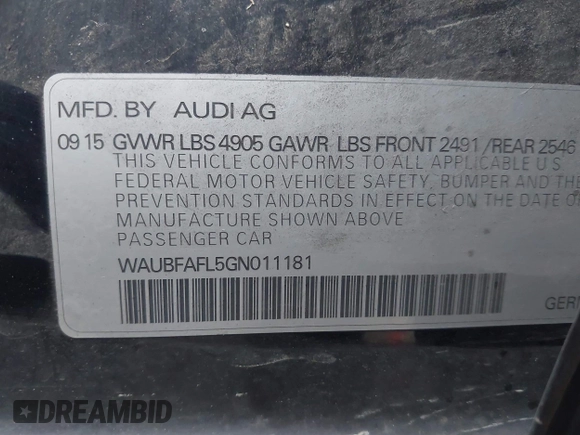 MFD. BY AUDI AG
09 15 GVWR LBS 4905 GAWR LBS FRONT 2491 /REAR 2546
THIS VEHICLE CONFORMS TO ALL APPLICABLE U.S.
FEDERAL MOTOR VEHICLE SAFETY, BUMPER AND THE
PREVENTION STANDARDS IN EFFECT ON THE DATE O
MANUFACTURE SHOWN ABOVE
PASSENGER CAR
WAUBFAFL5GN011181
GER
DREAMBID